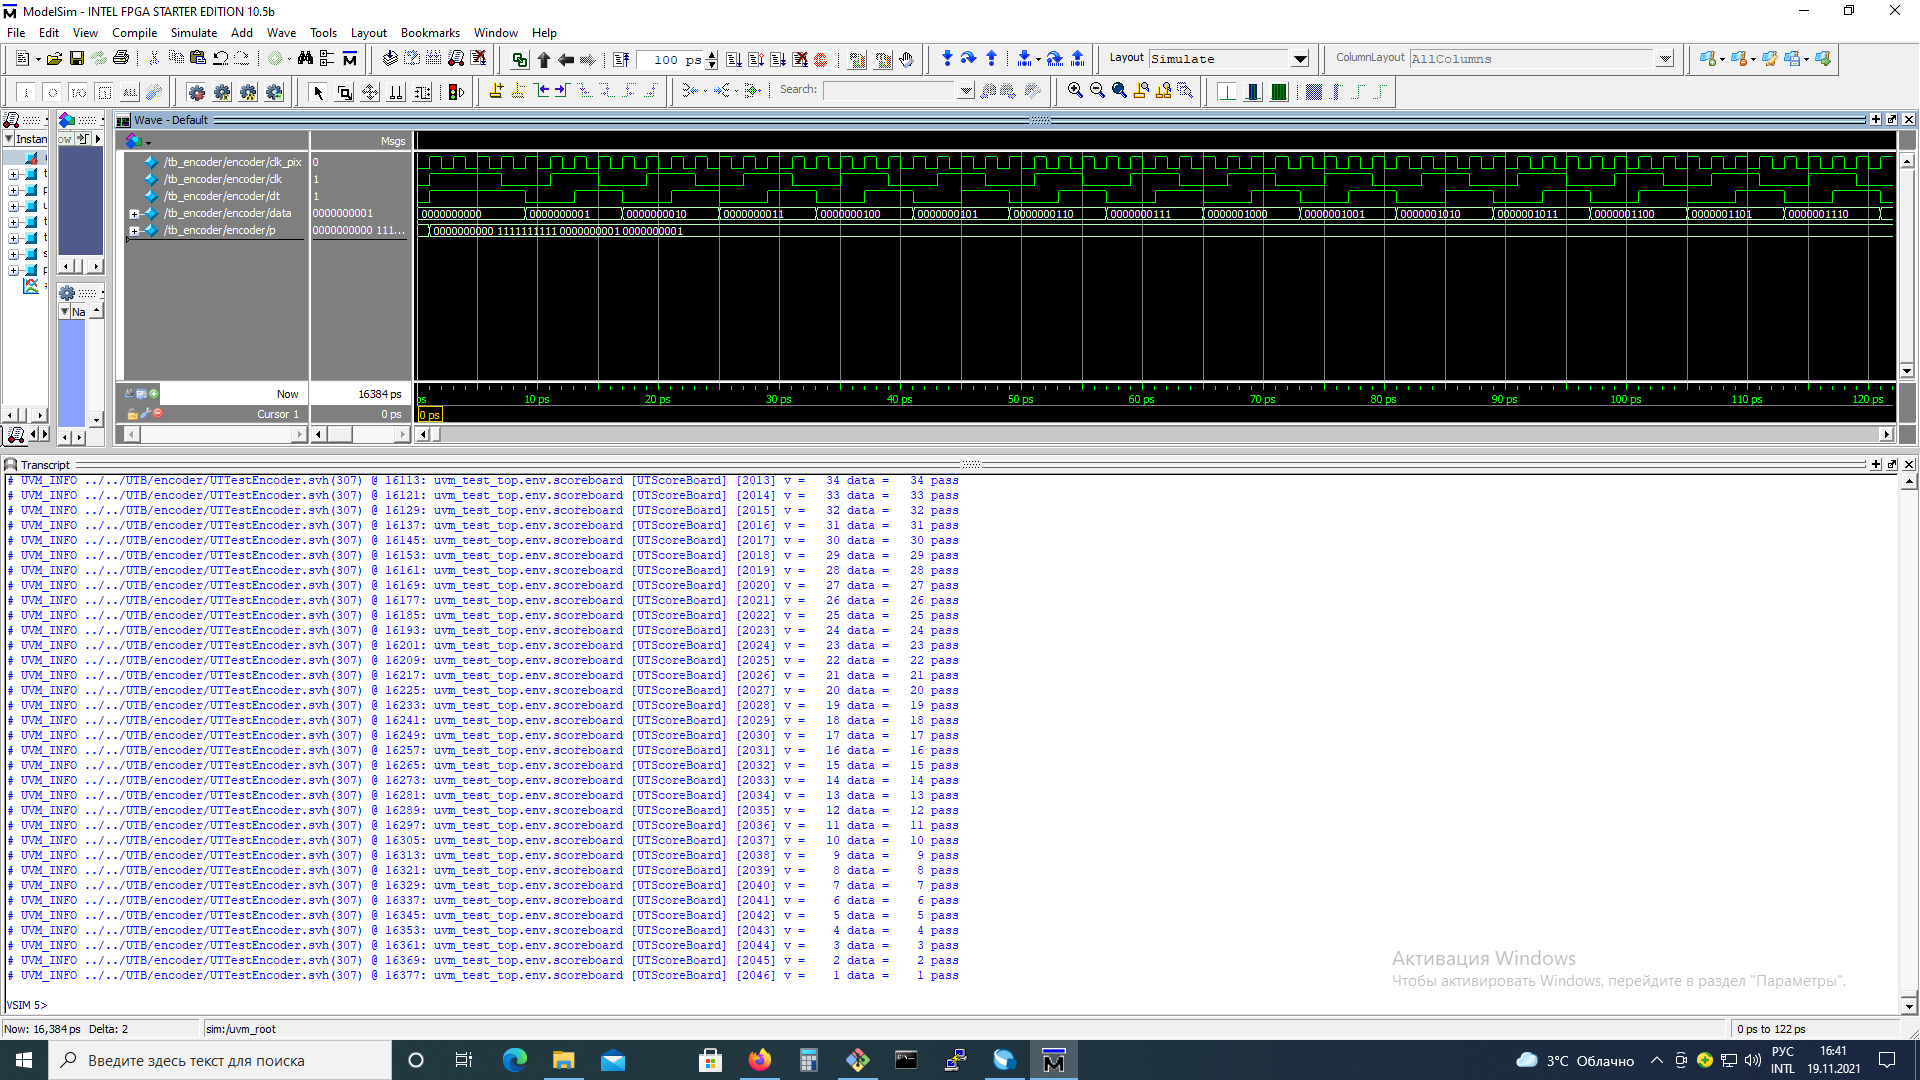 ModelSim - INTEL FPGA STARTER EDITION 10.5b
File Edit View Compile Simulate Add Wave Tools Layout Bookmarks Window Help
100 ps
Layout Simulate
ColumnLayout AllColumns
ALL
Search:
Instan
Wave - Default
Msgs
/tb_encoder/encoder/clk_pix 0
/tb_encoder/encoder/clk 1
/tb_encoder/encoder/dt 1
/tb_encoder/encoder/data 0000000001 0000000000 0000000001 0000000010 0000000011 0000000100 0000000101 0000000110 0000000111 0000001000 0000001001 0000001010 0000001011 0000001100 0000001101 0000001110
/tb_encoder/encoder/p 0000000000 111... 0000000000 1111111111 0000000001 0000000001
Na
Now 16384 ps
10 ps 20 ps 30 ps 40 ps 50 ps 60 ps 70 ps 80 ps 90 ps 100 ps 110 ps 120 ps
Cursor 1 0 ps 0 ps
Transcript
# UVM_INFO ../../UTB/encoder/UTTestEncoder.svh(307) @ 16113: uvm_test_top.env.scoreboard [UTScoreBoard] [2013] v = 34 data = 34 pass
# UVM_INFO ../../UTB/encoder/UTTestEncoder.svh(307) @ 16121: uvm_test_top.env.scoreboard [UTScoreBoard] [2014] v = 33 data = 33 pass
# UVM_INFO ../../UTB/encoder/UTTestEncoder.svh(307) @ 16129: uvm_test_top.env.scoreboard [UTScoreBoard] [2015] v = 32 data = 32 pass
# UVM_INFO ../../UTB/encoder/UTTestEncoder.svh(307) @ 16137: uvm_test_top.env.scoreboard [UTScoreBoard] [2016] v = 31 data = 31 pass
# UVM_INFO ../../UTB/encoder/UTTestEncoder.svh(307) @ 16145: uvm_test_top.env.scoreboard [UTScoreBoard] [2017] v = 30 data = 30 pass
# UVM_INFO ../../UTB/encoder/UTTestEncoder.svh(307) @ 16153: uvm_test_top.env.scoreboard [UTScoreBoard] [2018] v = 29 data = 29 pass
# UVM_INFO ../../UTB/encoder/UTTestEncoder.svh(307) @ 16161: uvm_test_top.env.scoreboard [UTScoreBoard] [2019] v = 28 data = 28 pass
# UVM_INFO ../../UTB/encoder/UTTestEncoder.svh(307) @ 16169: uvm_test_top.env.scoreboard [UTScoreBoard] [2020] v = 27 data = 27 pass
# UVM_INFO ../../UTB/encoder/UTTestEncoder.svh(307) @ 16177: uvm_test_top.env.scoreboard [UTScoreBoard] [2021] v = 26 data = 26 pass
# UVM_INFO ../../UTB/encoder/UTTestEncoder.svh(307) @ 16185: uvm_test_top.env.scoreboard [UTScoreBoard] [2022] v = 25 data = 25 pass
# UVM_INFO ../../UTB/encoder/UTTestEncoder.svh(307) @ 16193: uvm_test_top.env.scoreboard [UTScoreBoard] [2023] v = 24 data = 24 pass
# UVM_INFO ../../UTB/encoder/UTTestEncoder.svh(307) @ 16201: uvm_test_top.env.scoreboard [UTScoreBoard] [2024] v = 23 data = 23 pass
# UVM_INFO ../../UTB/encoder/UTTestEncoder.svh(307) @ 16209: uvm_test_top.env.scoreboard [UTScoreBoard] [2025] v = 22 data = 22 pass
# UVM_INFO ../../UTB/encoder/UTTestEncoder.svh(307) @ 16217: uvm_test_top.env.scoreboard [UTScoreBoard] [2026] v = 21 data = 21 pass
# UVM_INFO ../../UTB/encoder/UTTestEncoder.svh(307) @ 16225: uvm_test_top.env.scoreboard [UTScoreBoard] [2027] v = 20 data = 20 pass
# UVM_INFO ../../UTB/encoder/UTTestEncoder.svh(307) @ 16233: uvm_test_top.env.scoreboard [UTScoreBoard] [2028] v = 19 data = 19 pass
# UVM_INFO ../../UTB/encoder/UTTestEncoder.svh(307) @ 16241: uvm_test_top.env.scoreboard [UTScoreBoard] [2029] v = 18 data = 18 pass
# UVM_INFO ../../UTB/encoder/UTTestEncoder.svh(307) @ 16249: uvm_test_top.env.scoreboard [UTScoreBoard] [2030] v = 17 data = 17 pass
# UVM_INFO ../../UTB/encoder/UTTestEncoder.svh(307) @ 16257: uvm_test_top.env.scoreboard [UTScoreBoard] [2031] v = 16 data = 16 pass
# UVM_INFO ../../UTB/encoder/UTTestEncoder.svh(307) @ 16265: uvm_test_top.env.scoreboard [UTScoreBoard] [2032] v = 15 data = 15 pass
# UVM_INFO ../../UTB/encoder/UTTestEncoder.svh(307) @ 16273: uvm_test_top.env.scoreboard [UTScoreBoard] [2033] v = 14 data = 14 pass
# UVM_INFO ../../UTB/encoder/UTTestEncoder.svh(307) @ 16281: uvm_test_top.env.scoreboard [UTScoreBoard] [2034] v = 13 data = 13 pass
# UVM_INFO ../../UTB/encoder/UTTestEncoder.svh(307) @ 16289: uvm_test_top.env.scoreboard [UTScoreBoard] [2035] v = 12 data = 12 pass
# UVM_INFO ../../UTB/encoder/UTTestEncoder.svh(307) @ 16297: uvm_test_top.env.scoreboard [UTScoreBoard] [2036] v = 11 data = 11 pass
# UVM_INFO ../../UTB/encoder/UTTestEncoder.svh(307) @ 16305: uvm_test_top.env.scoreboard [UTScoreBoard] [2037] v = 10 data = 10 pass
# UVM_INFO ../../UTB/encoder/UTTestEncoder.svh(307) @ 16313: uvm_test_top.env.scoreboard [UTScoreBoard] [2038] v = 9 data = 9 pass
# UVM_INFO ../../UTB/encoder/UTTestEncoder.svh(307) @ 16321: uvm_test_top.env.scoreboard [UTScoreBoard] [2039] v = 8 data = 8 pass
# UVM_INFO ../../UTB/encoder/UTTestEncoder.svh(307) @ 16329: uvm_test_top.env.scoreboard [UTScoreBoard] [2040] v = 7 data = 7 pass
# UVM_INFO ../../UTB/encoder/UTTestEncoder.svh(307) @ 16337: uvm_test_top.env.scoreboard [UTScoreBoard] [2041] v = 6 data = 6 pass
# UVM_INFO ../../UTB/encoder/UTTestEncoder.svh(307) @ 16345: uvm_test_top.env.scoreboard [UTScoreBoard] [2042] v = 5 data = 5 pass
# UVM_INFO ../../UTB/encoder/UTTestEncoder.svh(307) @ 16353: uvm_test_top.env.scoreboard [UTScoreBoard] [2043] v = 4 data = 4 pass
# UVM_INFO ../../UTB/encoder/UTTestEncoder.svh(307) @ 16361: uvm_test_top.env.scoreboard [UTScoreBoard] [2044] v = 3 data = 3 pass
# UVM_INFO ../../UTB/encoder/UTTestEncoder.svh(307) @ 16369: uvm_test_top.env.scoreboard [UTScoreBoard] [2045] v = 2 data = 2 pass
# UVM_INFO ../../UTB/encoder/UTTestEncoder.svh(307) @ 16377: uvm_test_top.env.scoreboard [UTScoreBoard] [2046] v = 1 data = 1 pass
Активация Windows
Чтобы активировать Windows, перейдите в раздел "Параметры".
VSIM 5>
Now: 16,384 ps Delta: 2 sim:/uvm_root 0 ps to 122 ps
Введите здесь текст для поиска
3°C Облачно
РУС
INTL
16:41
19.11.2021